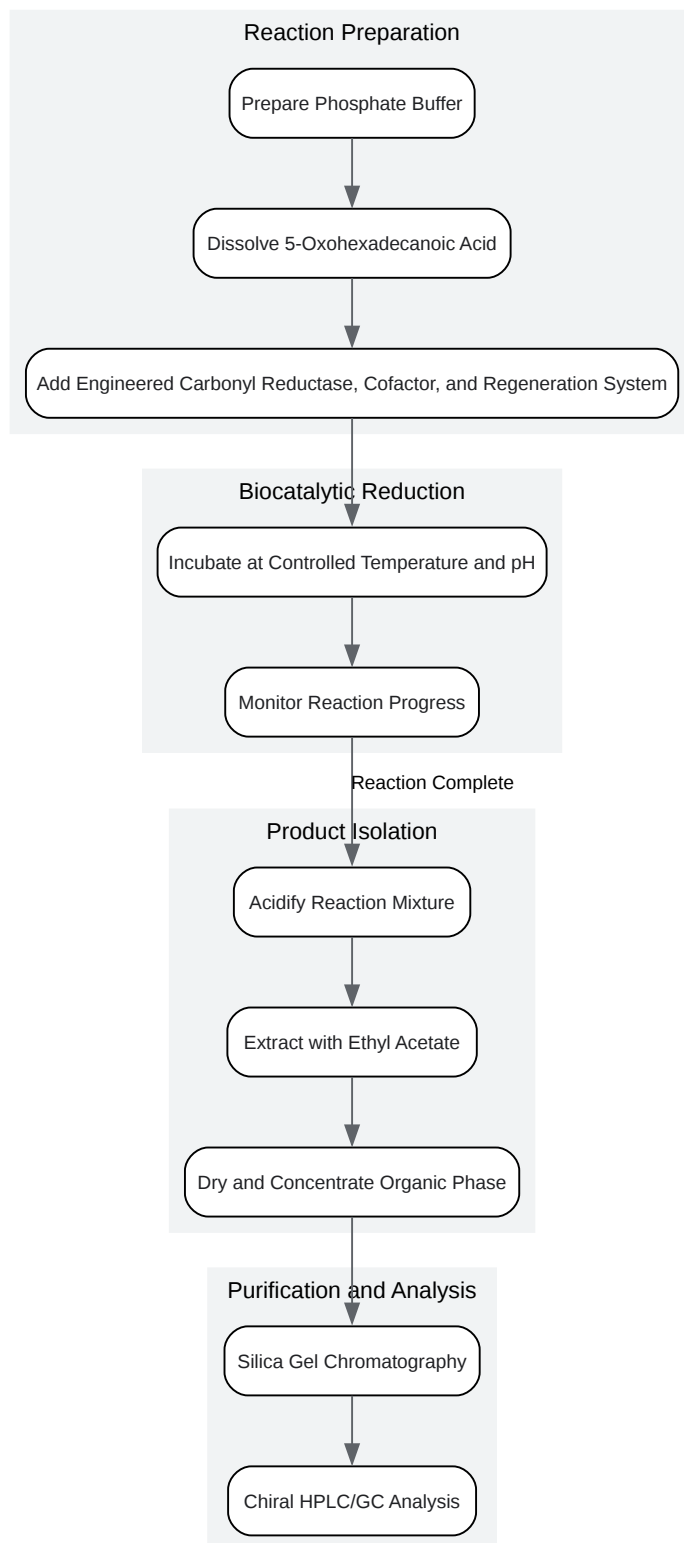 Reaction Preparation
Prepare Phosphate Buffer
Dissolve 5-Oxohexadecanoic Acid
Add Engineered Carbonyl Reductase, Cofactor, and Regeneration System
Biocatalytic Reduction
Incubate at Controlled Temperature and pH
Monitor Reaction Progress
Reaction Complete
Product Isolation
Acidify Reaction Mixture
Extract with Ethyl Acetate
Dry and Concentrate Organic Phase
Purification and Analysis
Silica Gel Chromatography
Chiral HPLC/GC Analysis